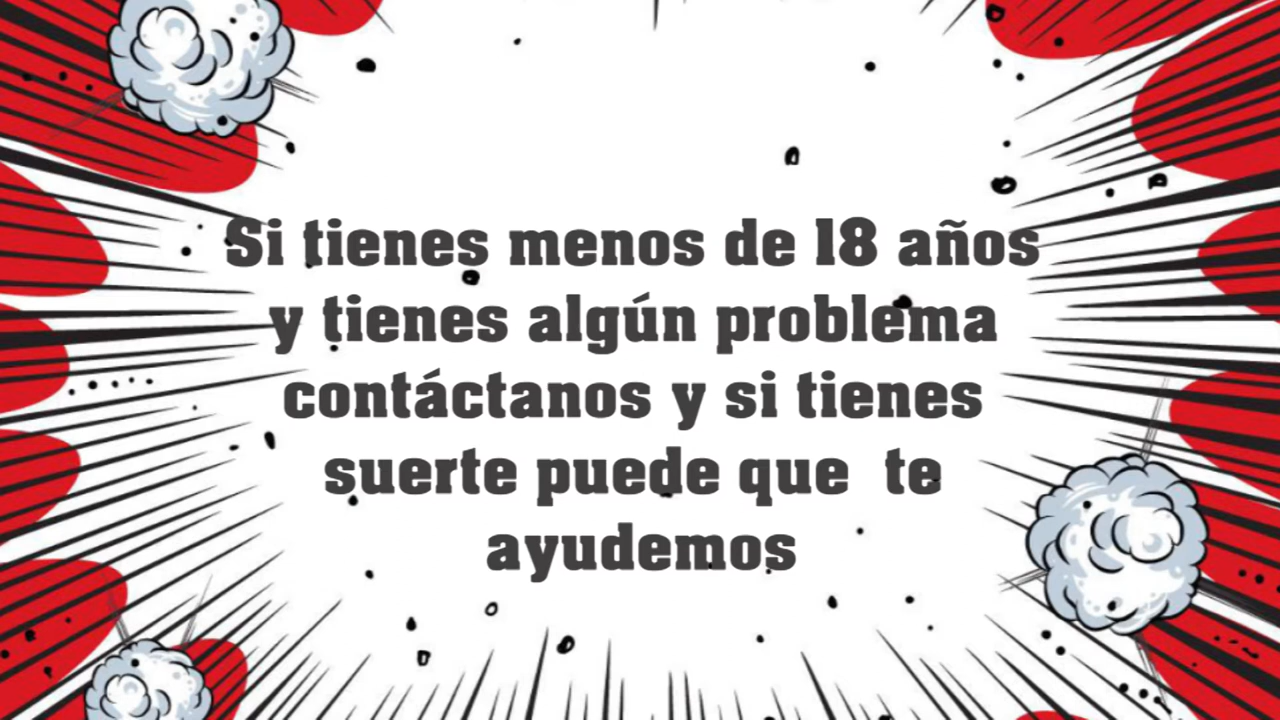 Si tienes menos de 18 años
y tienes algún problema
contáctanos y si tienes
suerte puede que  te
ayudemos